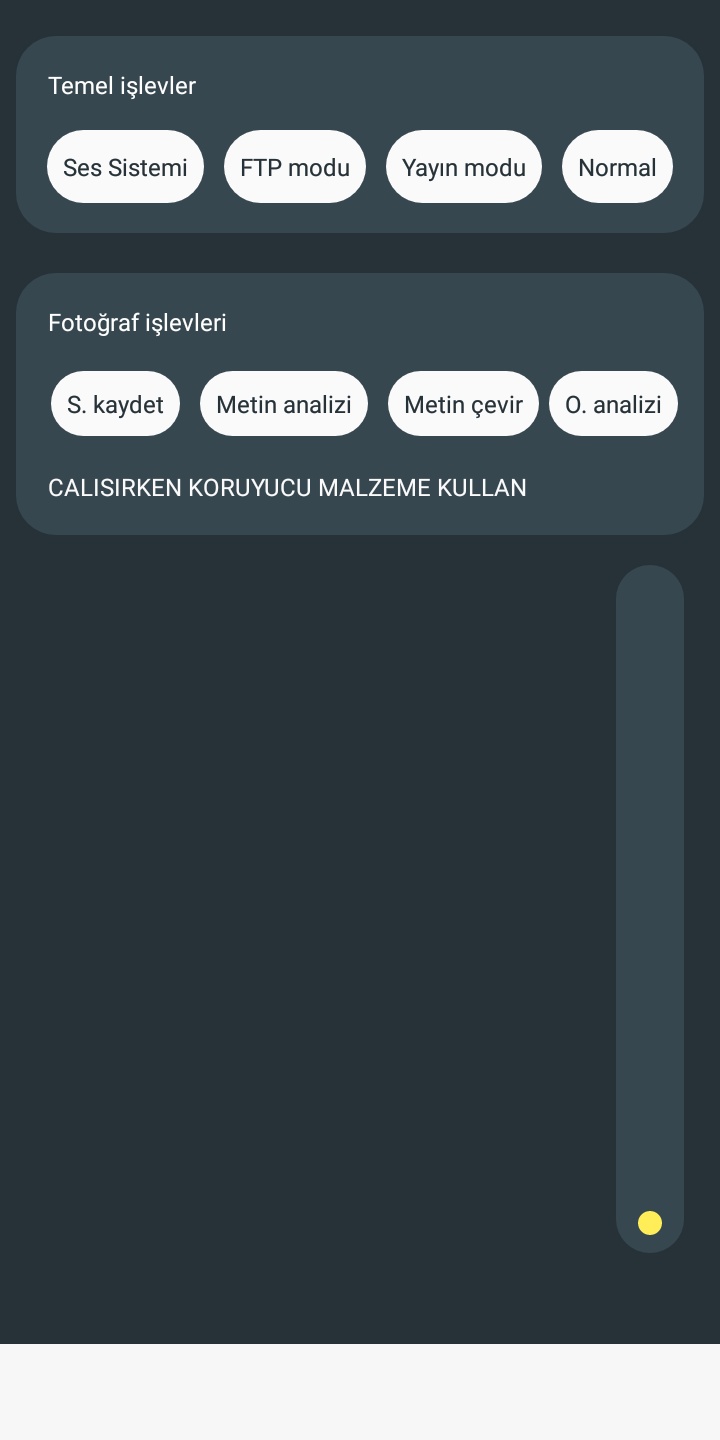 Temel işlevler
Ses Sistemi FTP modu Yayın modu Normal
Fotoğraf işlevleri
S. kaydet Metin analizi Metin çevir O. analizi
CALISIRKEN KORUYUCU MALZEME KULLAN